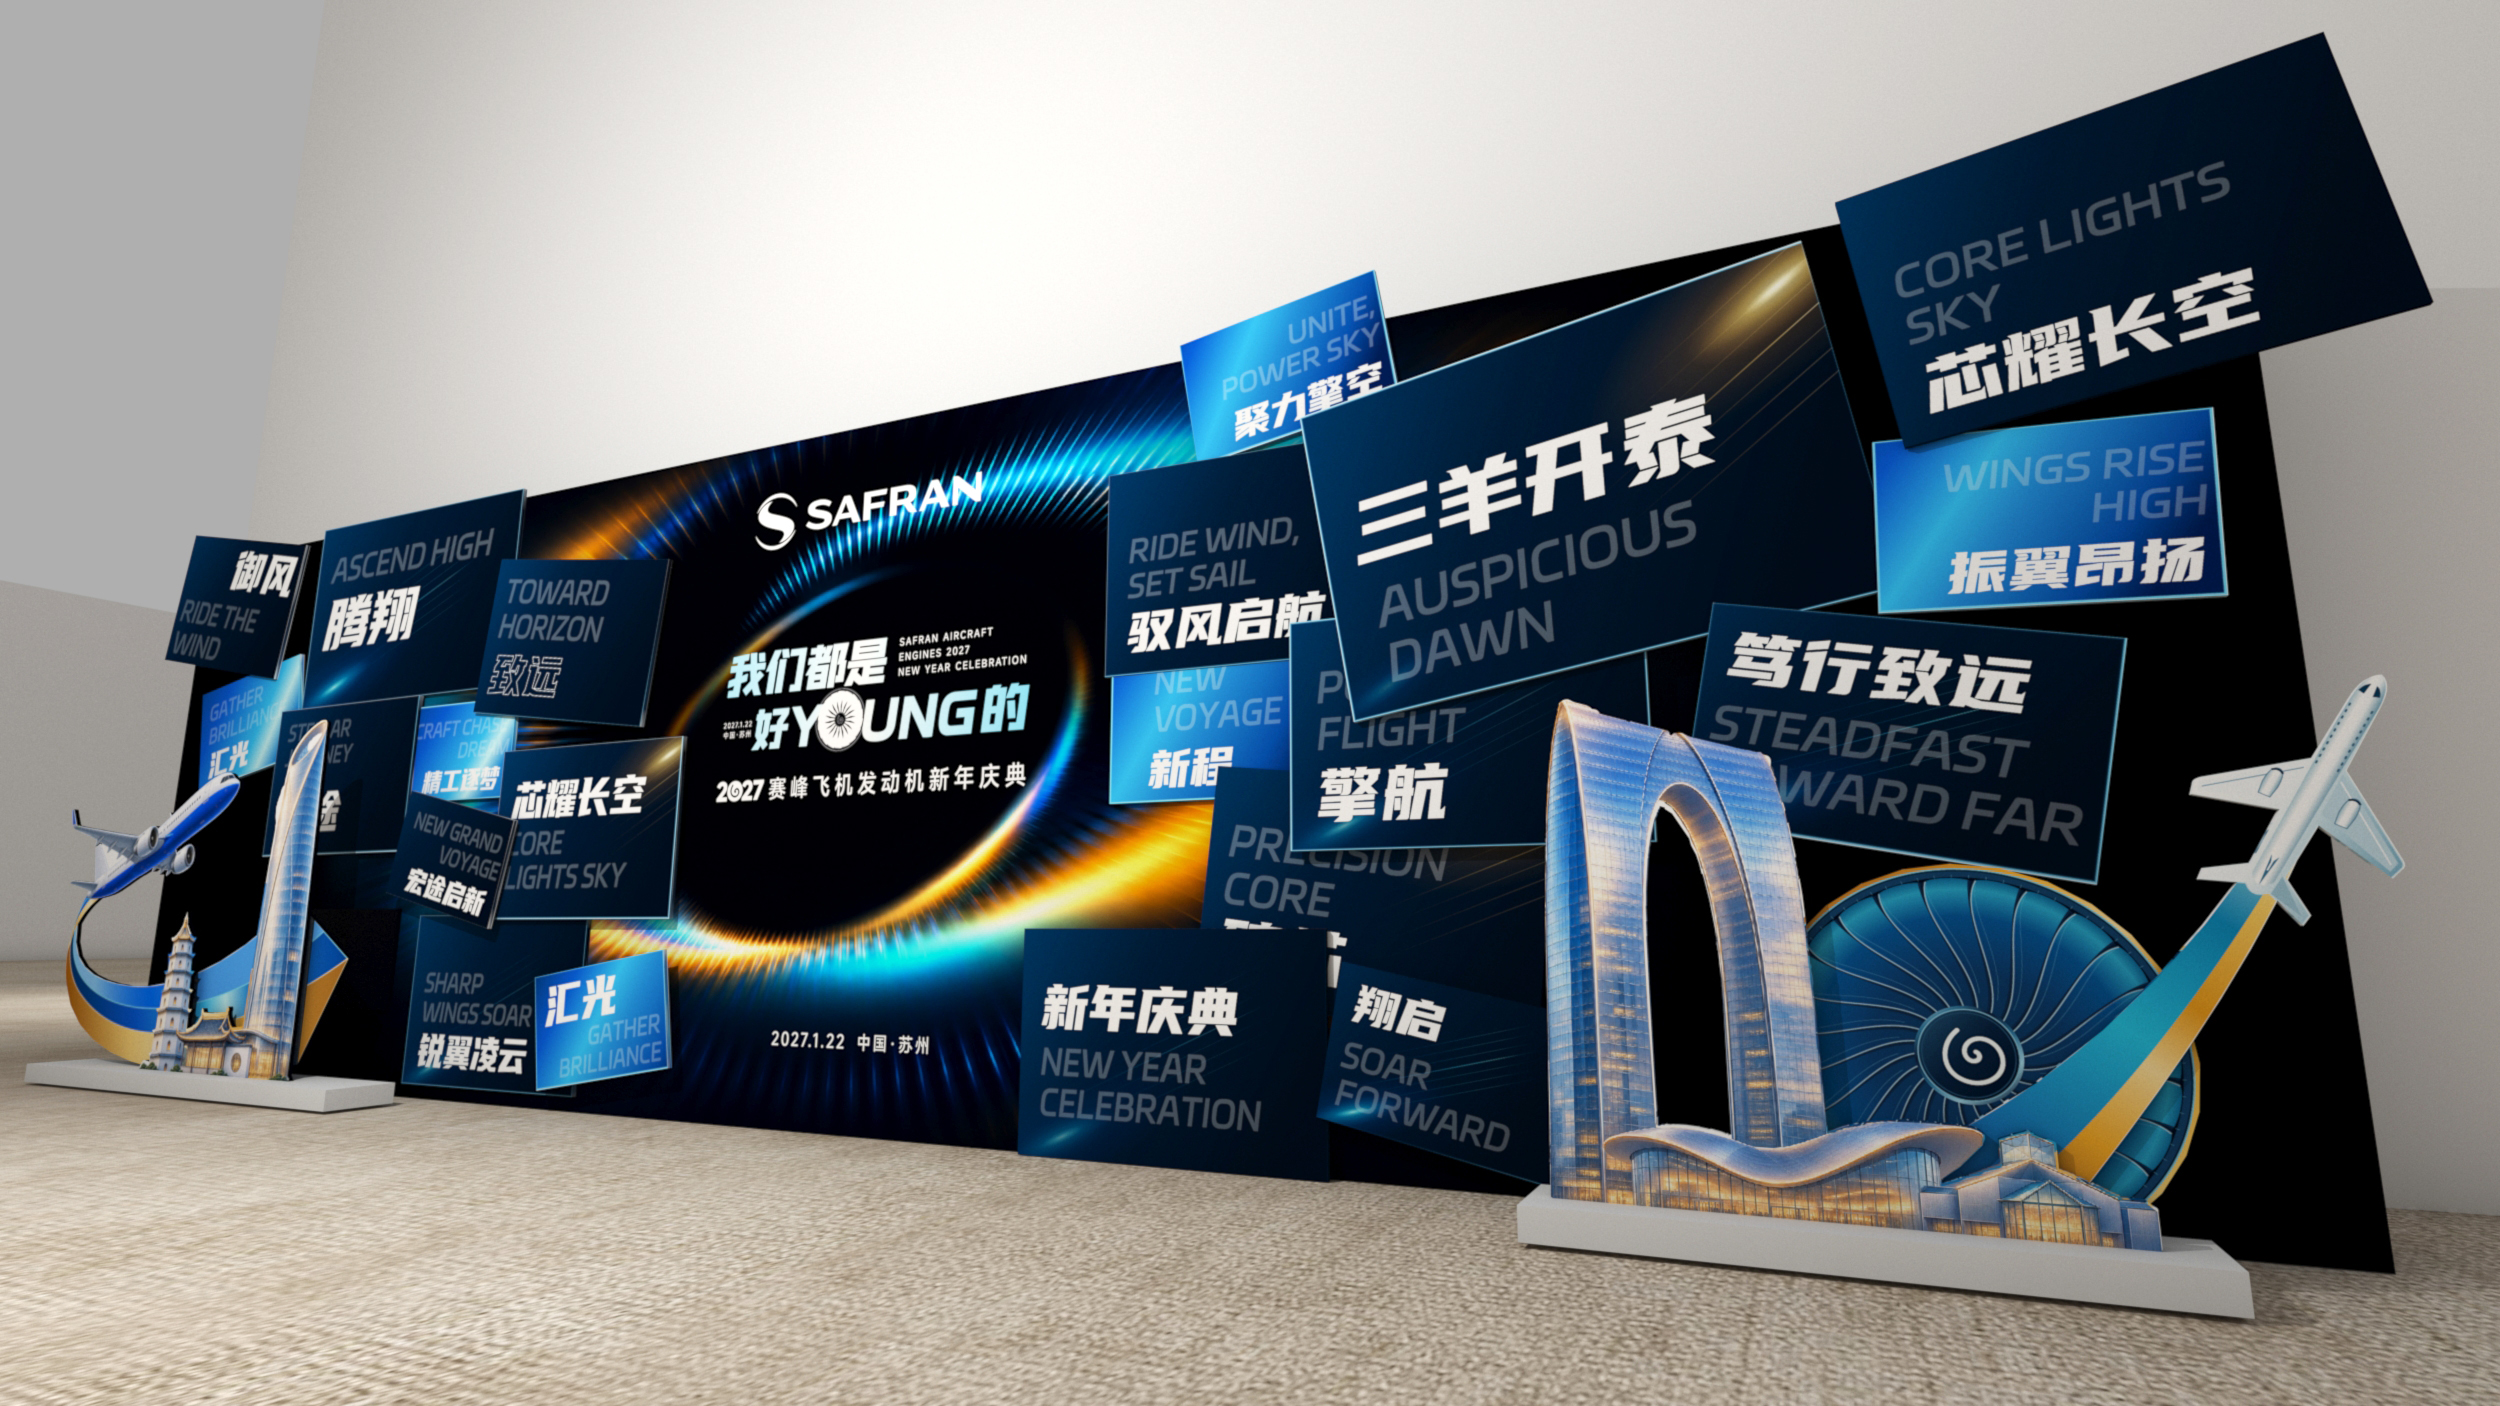 御风
RIDE THE
WIND
ASCEND HIGH
腾翔
TOWARD
HORIZON
致远
GATHER
汇光
精工逐梦
芯耀长空
CORE
LIGHTS SKY
NEW GRAND
VOYAGE
宏途启新
SHARP
WINGS SOAR
锐翼凌云
汇光
GATHER
BRILLIANCE
SAFRAN
我们都是
SAFRAN AIRCRAFT
ENGINES 2027
NEW YEAR CELEBRATION
2027.1.22
中国·苏州
好YOUNG的
2027赛峰飞机发动机新年庆典
2027.1.22 中国·苏州
UNITE,
POWER SKY
聚力擎空
RIDE WIND,
SET SAIL
驭风启航
NEW
VOYAGE
新程
三羊开泰
AUSPICIOUS
DAWN
FLIGHT
擎航
PRECISION
CORE
新年庆典
NEW YEAR
CELEBRATION
翔启
SOAR
FORWARD
CORE LIGHTS
SKY
芯耀长空
WINGS RISE
HIGH
振翼昂扬
笃行致远
STEADFAST
FAR